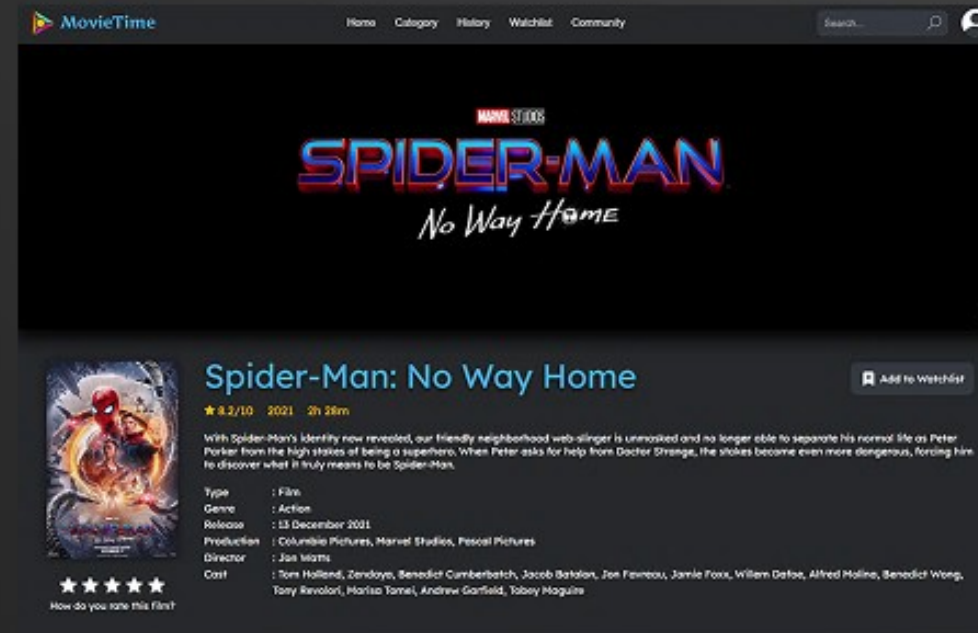 MovieTime
Home Category History Watchlist Community
Search...
MARVEL STUDIOS
SPIDER-MAN
No Way Home
Spider-Man: No Way Home
Add to Watchlist
8.2/10 2021 2h 28m
With Spider-Man's identity now revealed, our friendly neighborhood web-slinger is unmasked and no longer able to separate his normal life as Peter
Parker from the high stakes of being a superhero. When Peter asks for help from Doctor Strange, the stakes become even more dangerous, forcing him
to discover what it truly means to be Spider-Man.
Type : Film
Genre : Action
Release : 13 December 2021
Production : Columbia Pictures, Marvel Studios, Pascal Pictures
Director : Jon Watts
Cast : Tom Holland, Zendaya, Benedict Cumberbatch, Jacob Batalon, Jon Favreau, Jamie Foxx, Willem Dafoe, Alfred Molina, Benedict Wong,
Tony Revolori, Marisa Tomei, Andrew Garfield, Tobey Maguire
How do you rate this film?